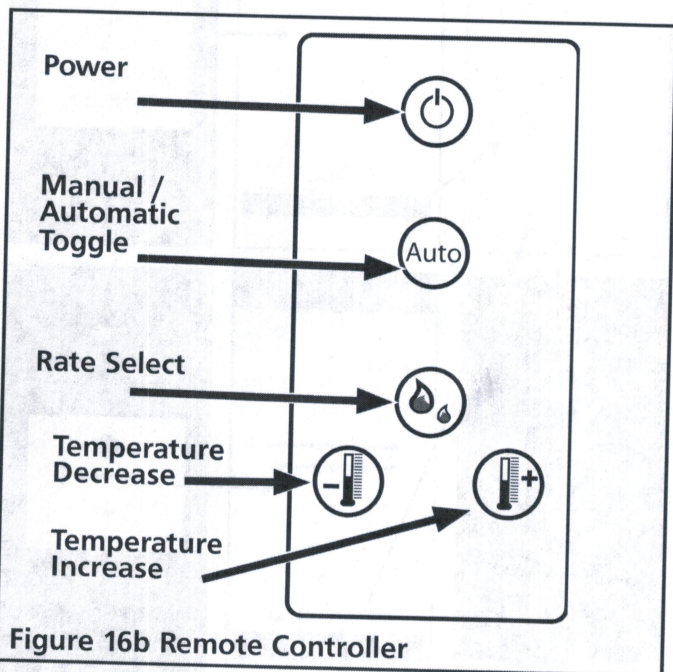 Power
Manual /
Automatic
Toggle
Auto
Rate Select
Temperature
Decrease
Temperature
Increase
Figure 16b Remote Controller